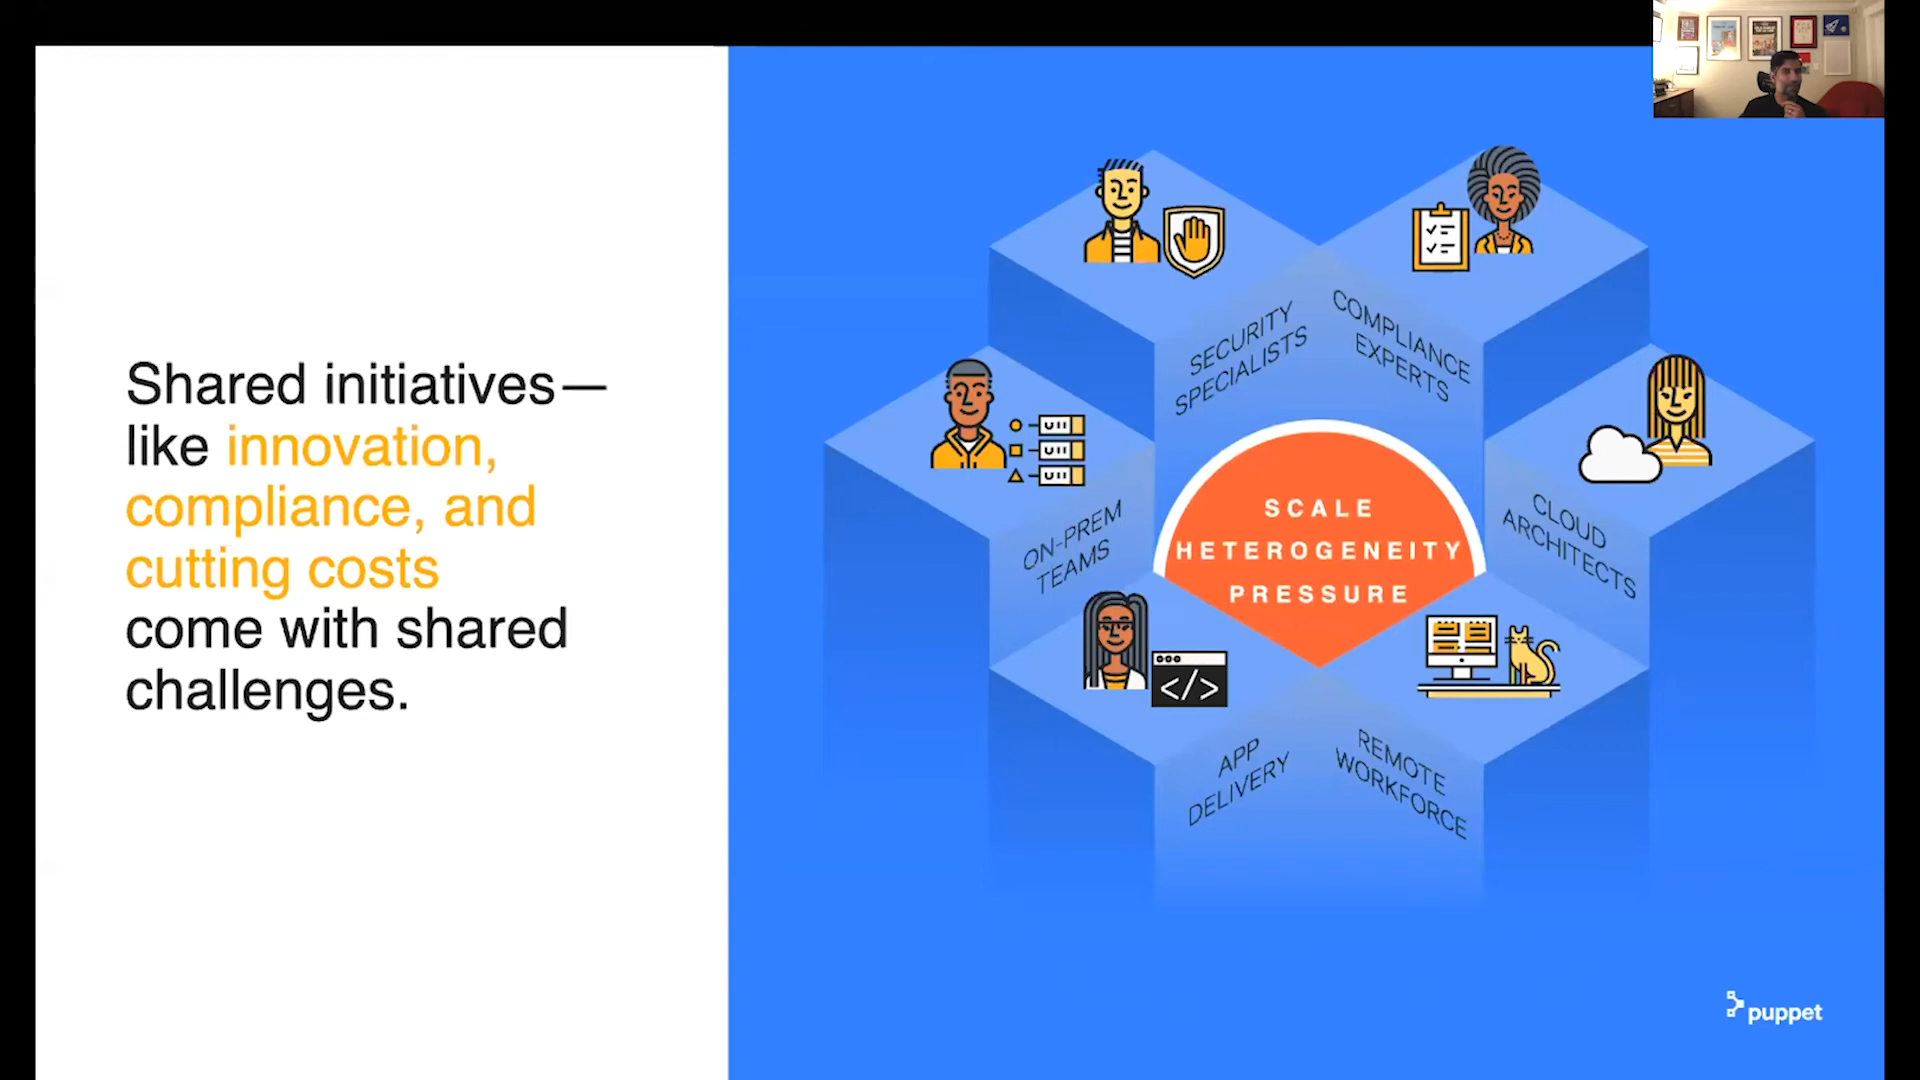 Shared initiatives—
like innovation,
compliance, and
cutting costs
come with shared
challenges.
SECURITY
SPECIALISTS
COMPLIANCE
EXPERTS
ON-PREM
TEAMS
SCALE
HETEROGENEITY
PRESSURE
CLOUD
ARCHITECTS
</>
APP
DELIVERY
REMOTE
WORKFORCE
puppet